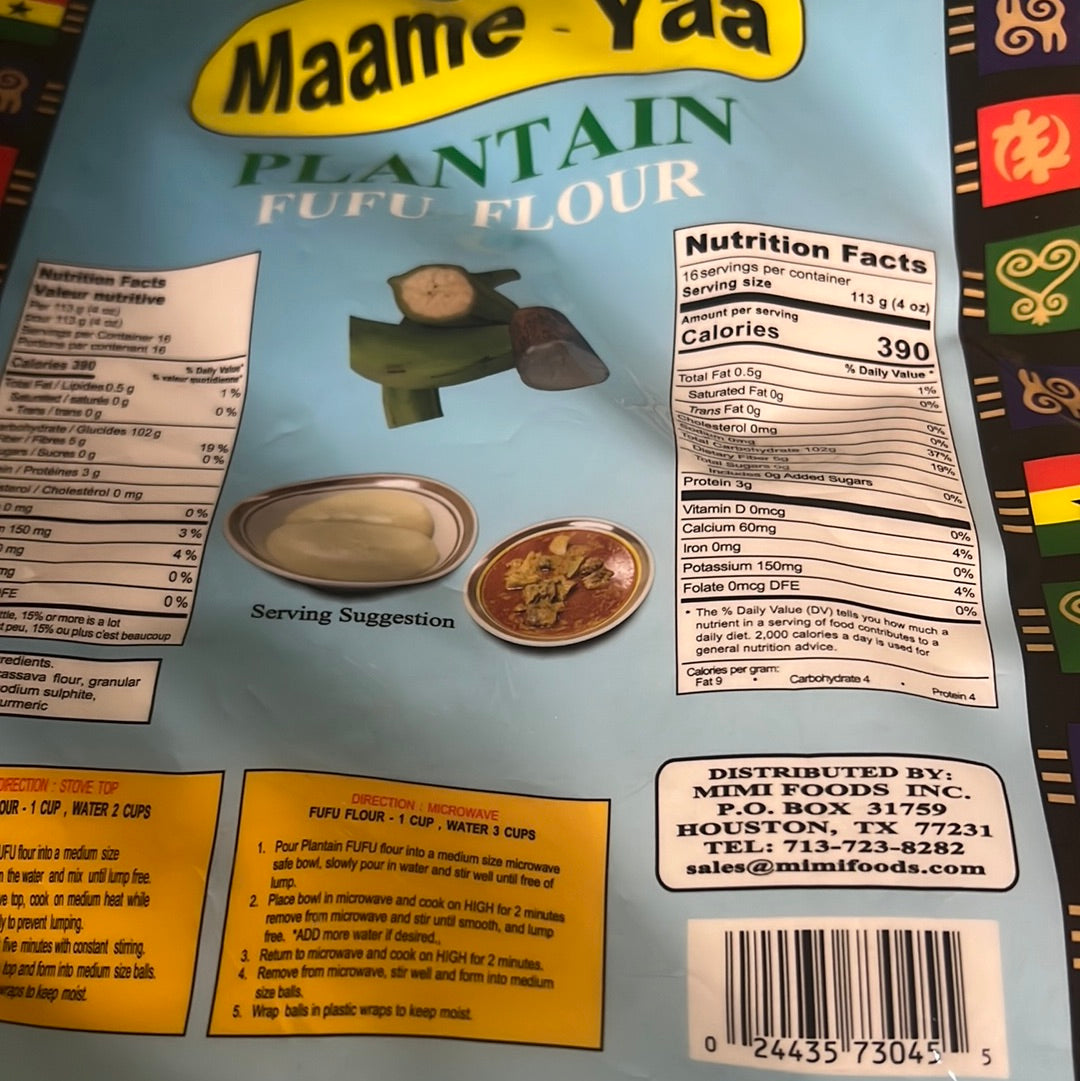 Maame - Yaa
PLANTAIN
FUFU FLOUR
Nutrition Facts
Valeur nutritive
Per 113 g (4 oz)
pour 113 g (4 oz)
Servings per Container 16
Portions par contenant 16
Calories 390
% Daily Value*
% valeur quotidienne*
Total Fat / Lipides 0.5 g 1 %
Saturated / saturés 0 g
+ Trans / trans 0 g 0 %
Carbohydrate / Glucides 102 g
Fiber / Fibres 5 g 19 %
Sugars / Sucres 0 g 0 %
/ Protéines 3 g
/ Cholestérol 0 mg
0 mg 0 %
150 mg 3 %
mg 4 %
mg 0 %
0 %
15% or more is a lot
peu, 15% ou plus c'est beaucoup
flour, granular
sulphite,
Serving Suggestion
Nutrition Facts
16 servings per container
Serving size 113 g (4 oz)
Amount per serving
Calories 390
% Daily Value *
Total Fat 0.5g 1%
Saturated Fat 0g 0%
Trans Fat 0g
Cholesterol 0mg 0%
Sodium 0mg 0%
Total Carbohydrate 102g 37%
Dietary Fiber 5g 19%
Total Sugars 0g
Includes 0g Added Sugars 0%
Protein 3g
Vitamin D 0mcg 0%
Calcium 60mg 4%
Iron 0mg 0%
Potassium 150mg 4%
Folate 0mcg DFE 0%
* The % Daily Value (DV) tells you how much a
nutrient in a serving of food contributes to a
daily diet. 2,000 calories a day is used for
general nutrition advice.
Calories per gram:
Fat 9 • Carbohydrate 4 • Protein 4
DIRECTION : STOVE TOP
- 1 CUP , WATER 2 CUPS
flour into a medium size
the water and mix until lump free.
top, cook on medium heat while
to prevent lumping.
five minutes with constant stirring.
top and form into medium size balls.
to keep moist.
DIRECTION : MICROWAVE
FUFU FLOUR - 1 CUP , WATER 3 CUPS
1. Pour Plantain FUFU flour into a medium size microwave
safe bowl, slowly pour in water and stir well until free of
lump.
2. Place bowl in microwave and cook on HIGH for 2 minutes
remove from microwave and stir until smooth, and lump
free. *ADD more water if desired.,
3. Return to microwave and cook on HIGH for 2 minutes.
4. Remove from microwave, stir well and form into medium
size balls.
5. Wrap balls in plastic wraps to keep moist.
DISTRIBUTED BY:
MIMI FOODS INC.
P.O. BOX 31759
HOUSTON, TX 77231
TEL: 713-723-8282
sales@mimifoods.com
0 24435 73045 5